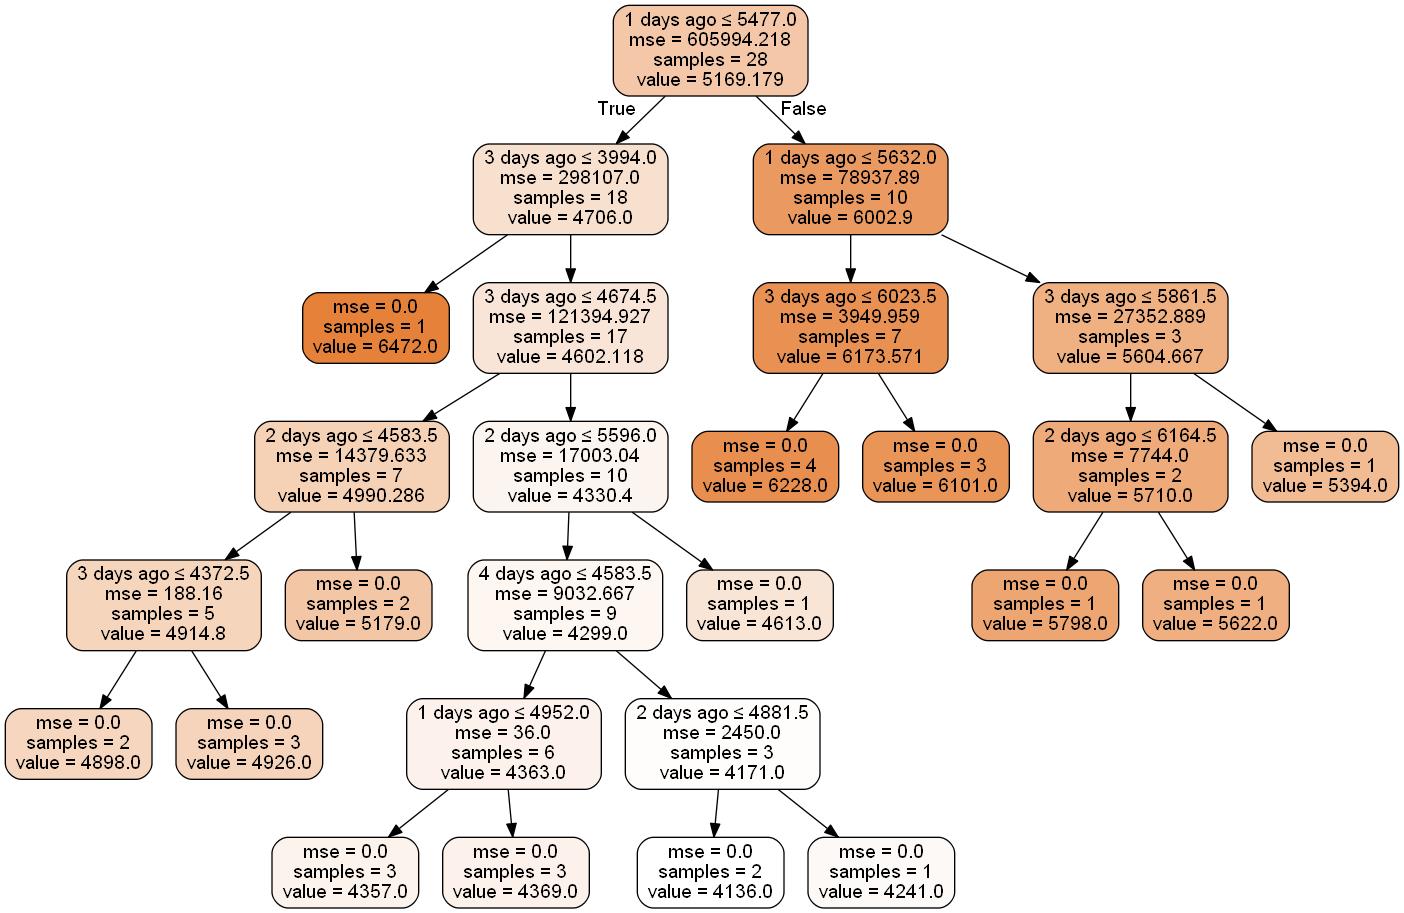 1 days ago ≤ 5477.0
mse = 605994.218
samples = 28
value = 5169.179
True
False
3 days ago ≤ 3994.0
mse = 298107.0
samples = 18
value = 4706.0
1 days ago ≤ 5632.0
mse = 78937.89
samples = 10
value = 6002.9
mse = 0.0
samples = 1
value = 6472.0
3 days ago ≤ 4674.5
mse = 121394.927
samples = 17
value = 4602.118
3 days ago ≤ 6023.5
mse = 3949.959
samples = 7
value = 6173.571
3 days ago ≤ 5861.5
mse = 27352.889
samples = 3
value = 5604.667
2 days ago ≤ 4583.5
mse = 14379.633
samples = 7
value = 4990.286
2 days ago ≤ 5596.0
mse = 17003.04
samples = 10
value = 4330.4
mse = 0.0
samples = 4
value = 6228.0
mse = 0.0
samples = 3
value = 6101.0
2 days ago ≤ 6164.5
mse = 7744.0
samples = 2
value = 5710.0
mse = 0.0
samples = 1
value = 5394.0
3 days ago ≤ 4372.5
mse = 188.16
samples = 5
value = 4914.8
mse = 0.0
samples = 2
value = 5179.0
4 days ago ≤ 4583.5
mse = 9032.667
samples = 9
value = 4299.0
mse = 0.0
samples = 1
value = 4613.0
mse = 0.0
samples = 1
value = 5798.0
mse = 0.0
samples = 1
value = 5622.0
mse = 0.0
samples = 2
value = 4898.0
mse = 0.0
samples = 3
value = 4926.0
1 days ago ≤ 4952.0
mse = 36.0
samples = 6
value = 4363.0
2 days ago ≤ 4881.5
mse = 2450.0
samples = 3
value = 4171.0
mse = 0.0
samples = 3
value = 4357.0
mse = 0.0
samples = 3
value = 4369.0
mse = 0.0
samples = 2
value = 4136.0
mse = 0.0
samples = 1
value = 4241.0